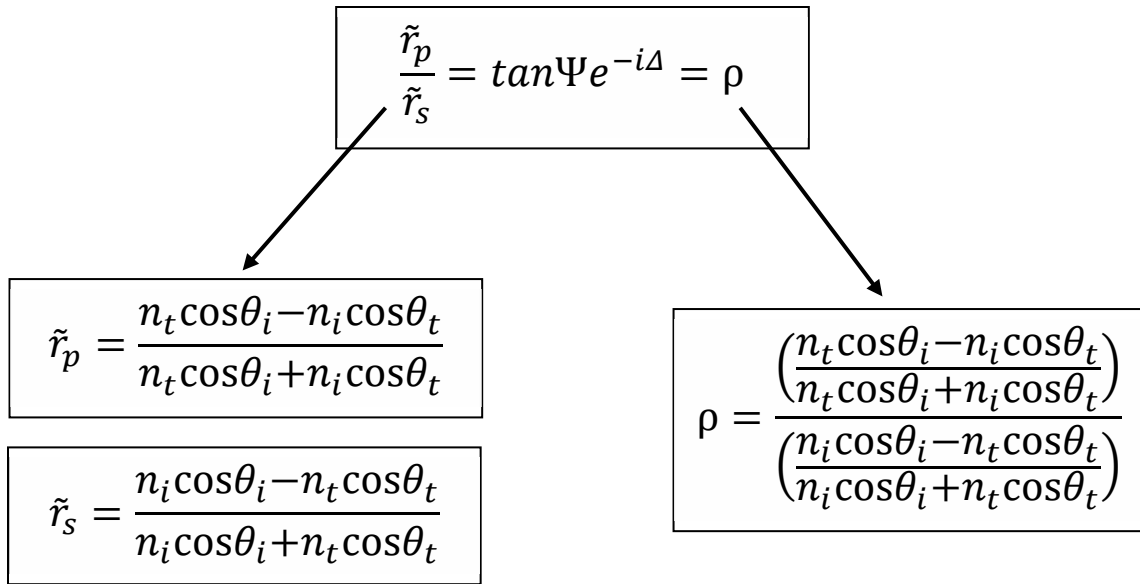 r̃ₚ/r̃ₛ = tanΨe^(−iΔ) = ρ
r̃ₚ = (nₜcosθᵢ−nᵢcosθₜ)/(nₜcosθᵢ+nᵢcosθₜ)
r̃ₛ = (nᵢcosθᵢ−nₜcosθₜ)/(nᵢcosθᵢ+nₜcosθₜ)
ρ = ((nₜcosθᵢ−nᵢcosθₜ)/(nₜcosθᵢ+nᵢcosθₜ))/((nᵢcosθᵢ−nₜcosθₜ)/(nᵢcosθᵢ+nₜcosθₜ))